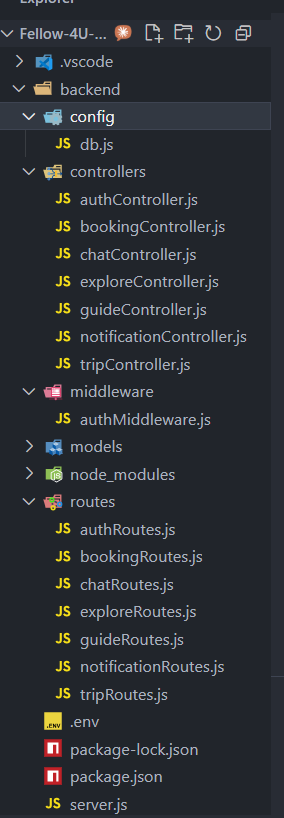 Explorer
Fellow-4U-...
.vscode
backend
config
JS db.js
controllers
JS authController.js
JS bookingController.js
JS chatController.js
JS exploreController.js
JS guideController.js
JS notificationController.js
JS tripController.js
middleware
JS authMiddleware.js
models
node_modules
routes
JS authRoutes.js
JS bookingRoutes.js
JS chatRoutes.js
JS exploreRoutes.js
JS guideRoutes.js
JS notificationRoutes.js
JS tripRoutes.js
.ENV .env
package-lock.json
package.json
JS server.js